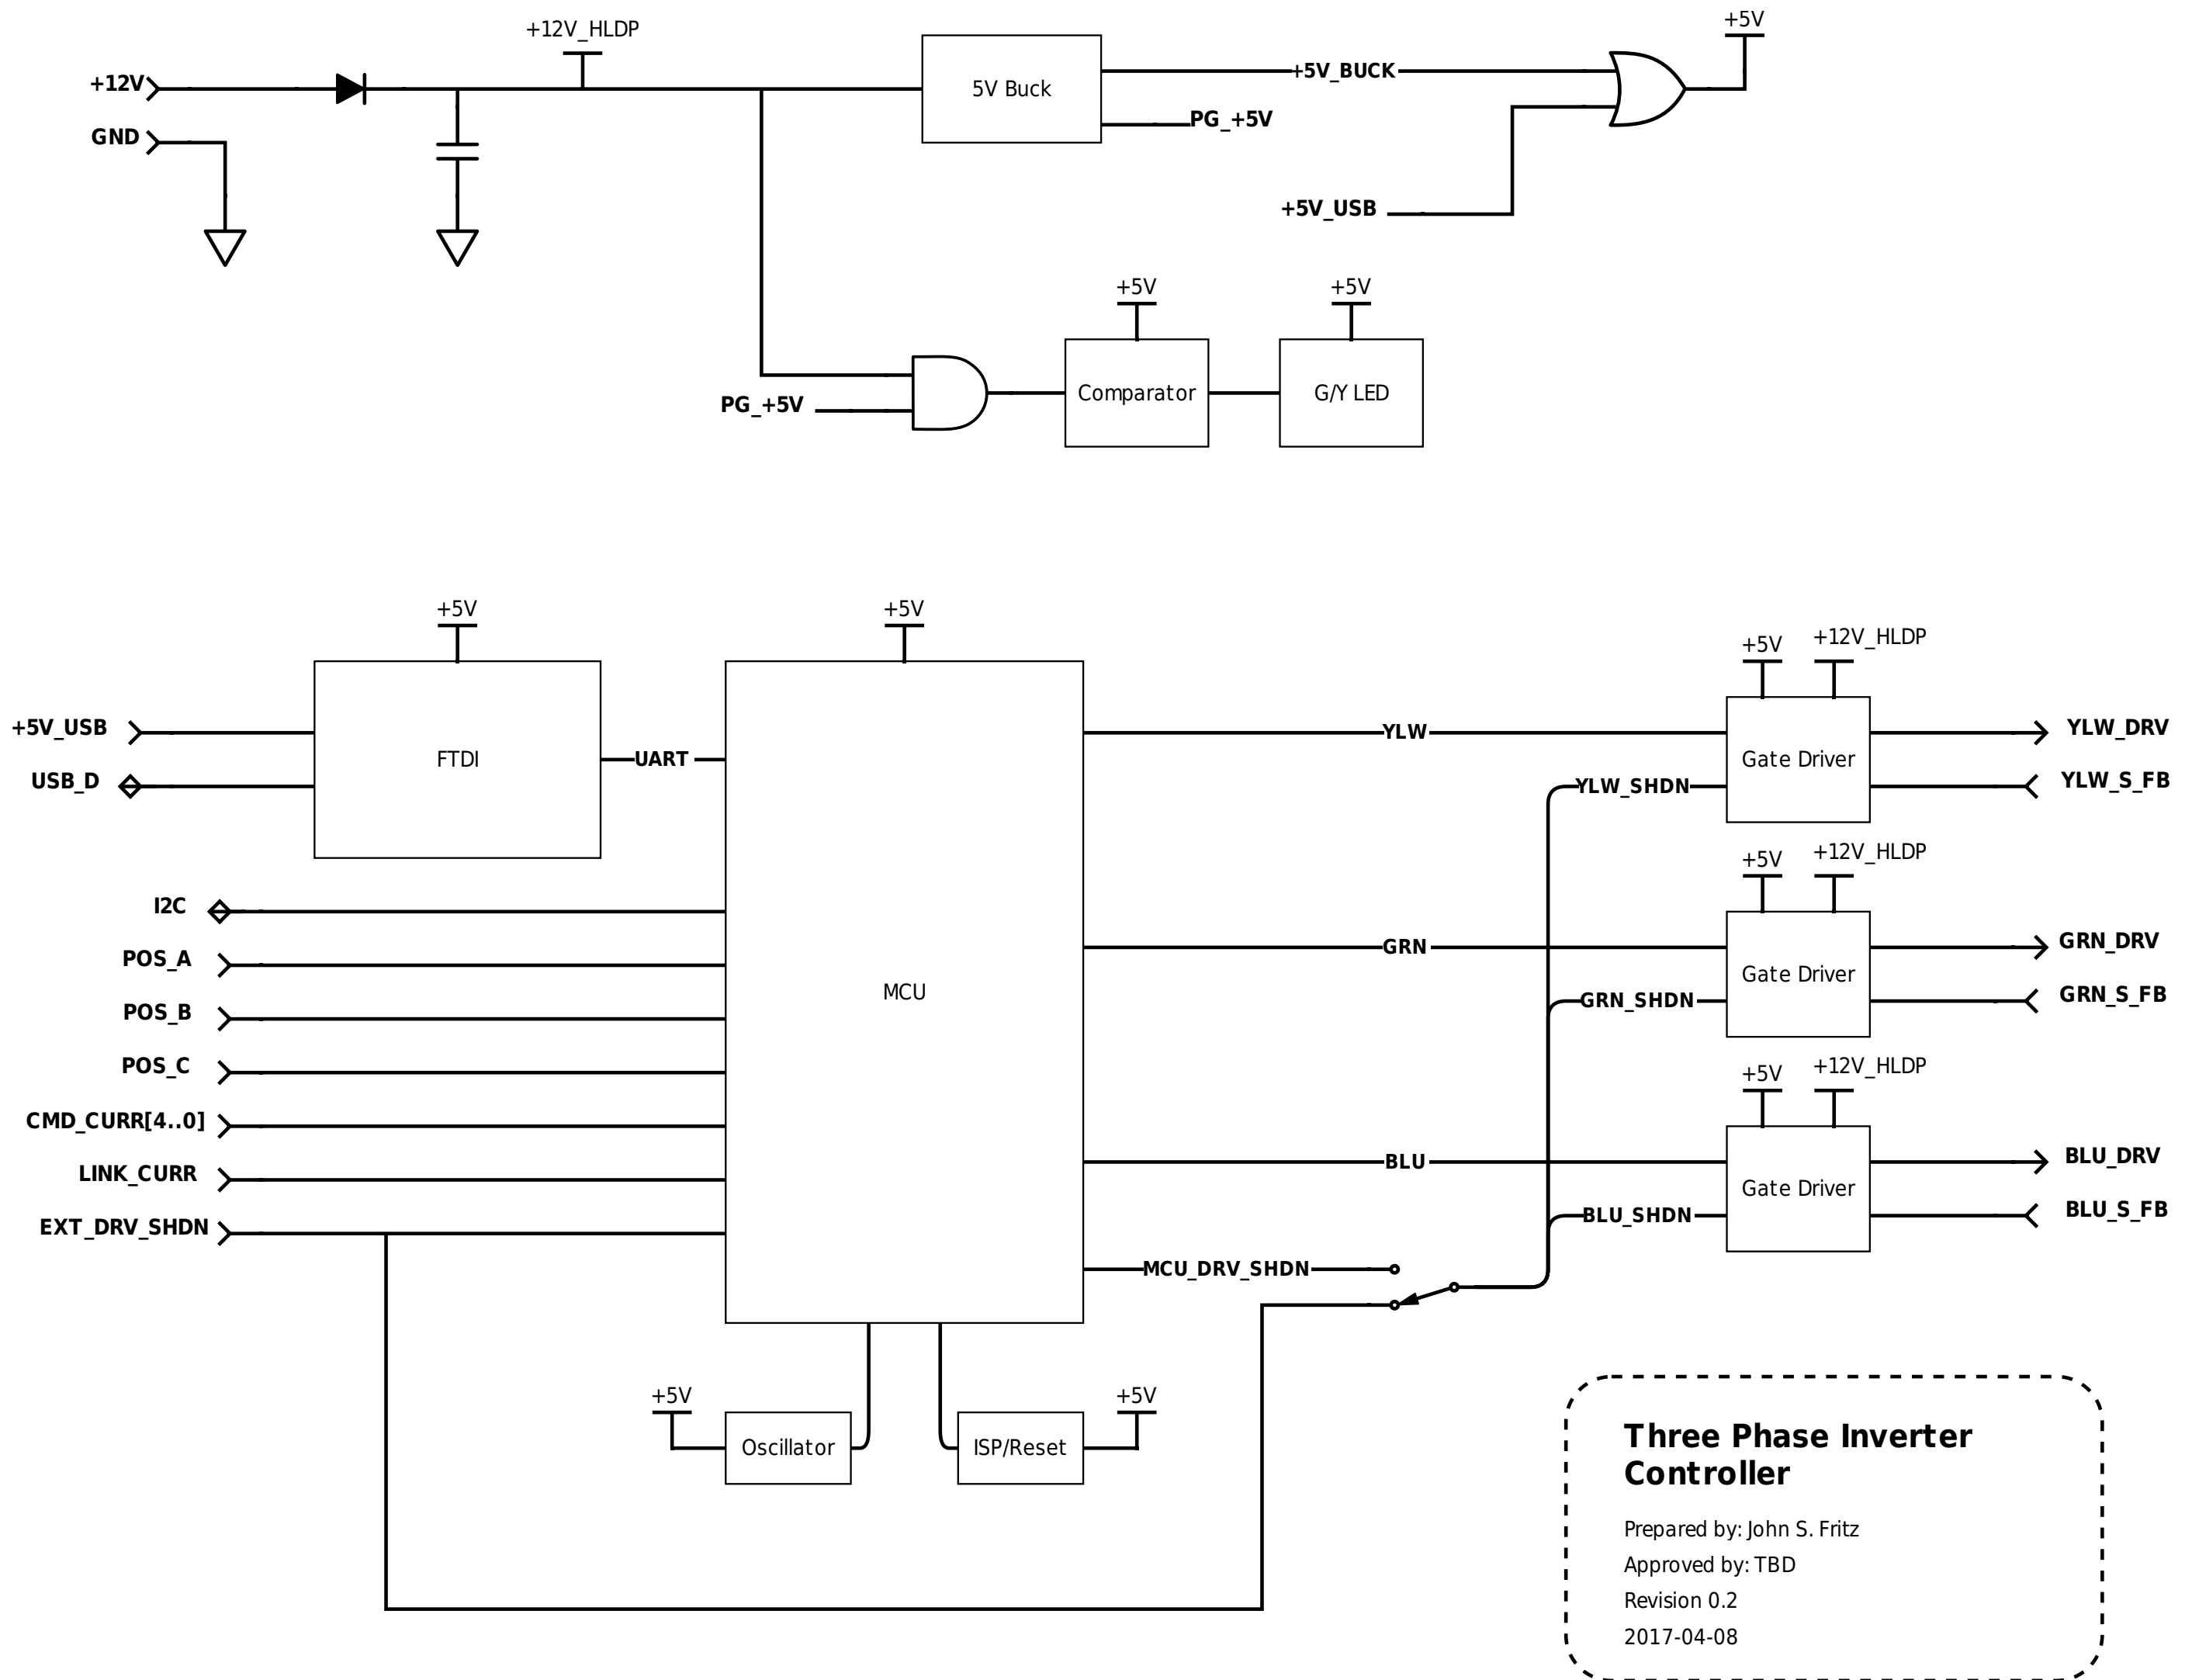 +12V_HLDP
+5V
+12V
5V Buck
+5V_BUCK
GND
PG_+5V
+5V_USB
+5V
+5V
PG_+5V
Comparator
G/Y LED
+5V
+5V
+5V
+12V_HLDP
+5V_USB
USB_D
FTDI
UART
YLW
Gate Driver
YLW_DRV
YLW_SHDN
YLW_S_FB
+5V
+12V_HLDP
I2C
POS_A
POS_B
POS_C
CMD_CURR[4..0]
LINK_CURR
EXT_DRV_SHDN
MCU
GRN
Gate Driver
GRN_DRV
GRN_SHDN
GRN_S_FB
+5V
+12V_HLDP
BLU
Gate Driver
BLU_DRV
BLU_SHDN
BLU_S_FB
MCU_DRV_SHDN
+5V
Oscillator
ISP/Reset
+5V
Three Phase Inverter
Controller
Prepared by: John S. Fritz
Approved by: TBD
Revision 0.2
2017-04-08